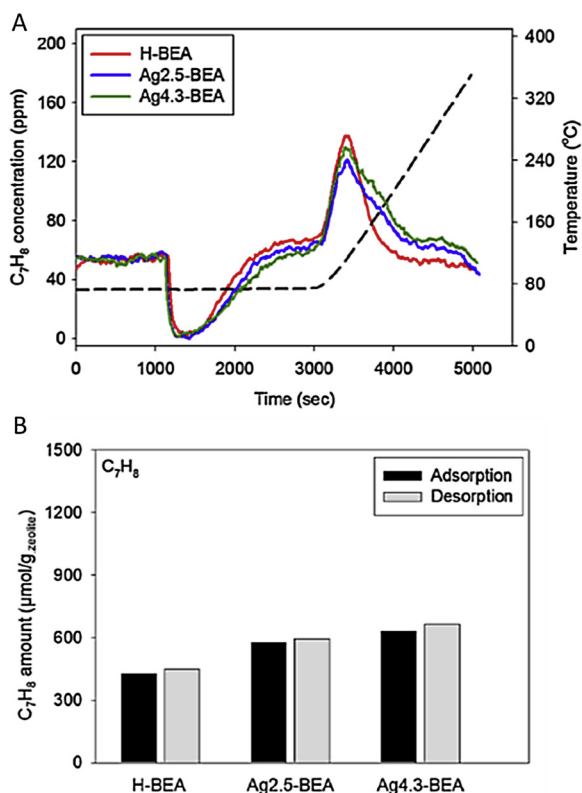 A
H-BEA
Ag2.5-BEA
Ag4.3-BEA
C₇H₈ concentration (ppm)
200
160
120
80
40
0
Temperature (°C)
400
320
240
160
80
0
0 1000 2000 3000 4000 5000
Time (sec)
B
C₇H₈
Adsorption
Desorption
C₇H₈ amount (μmol/g.zeolite)
1500
1200
900
600
300
0
H-BEA Ag2.5-BEA Ag4.3-BEA